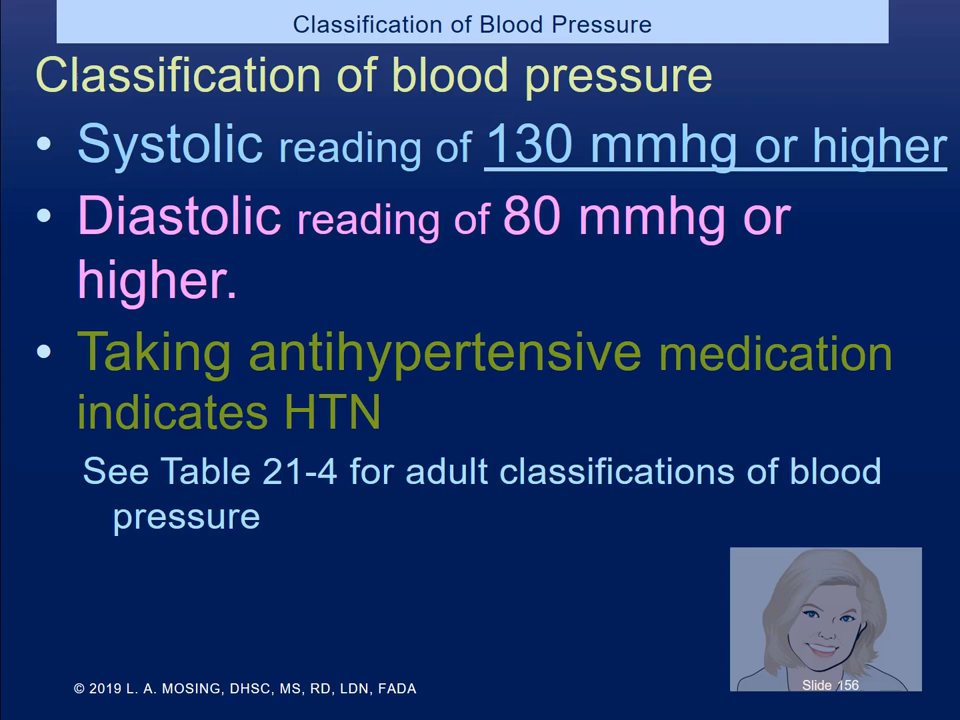 Classification of Blood Pressure
Classification of blood pressure
• Systolic reading of 130 mmhg or higher
• Diastolic reading of 80 mmhg or
higher.
• Taking antihypertensive medication
indicates HTN
See Table 21-4 for adult classifications of blood
pressure
© 2019 L. A. MOSING, DHSC, MS, RD, LDN, FADA
Slide 156